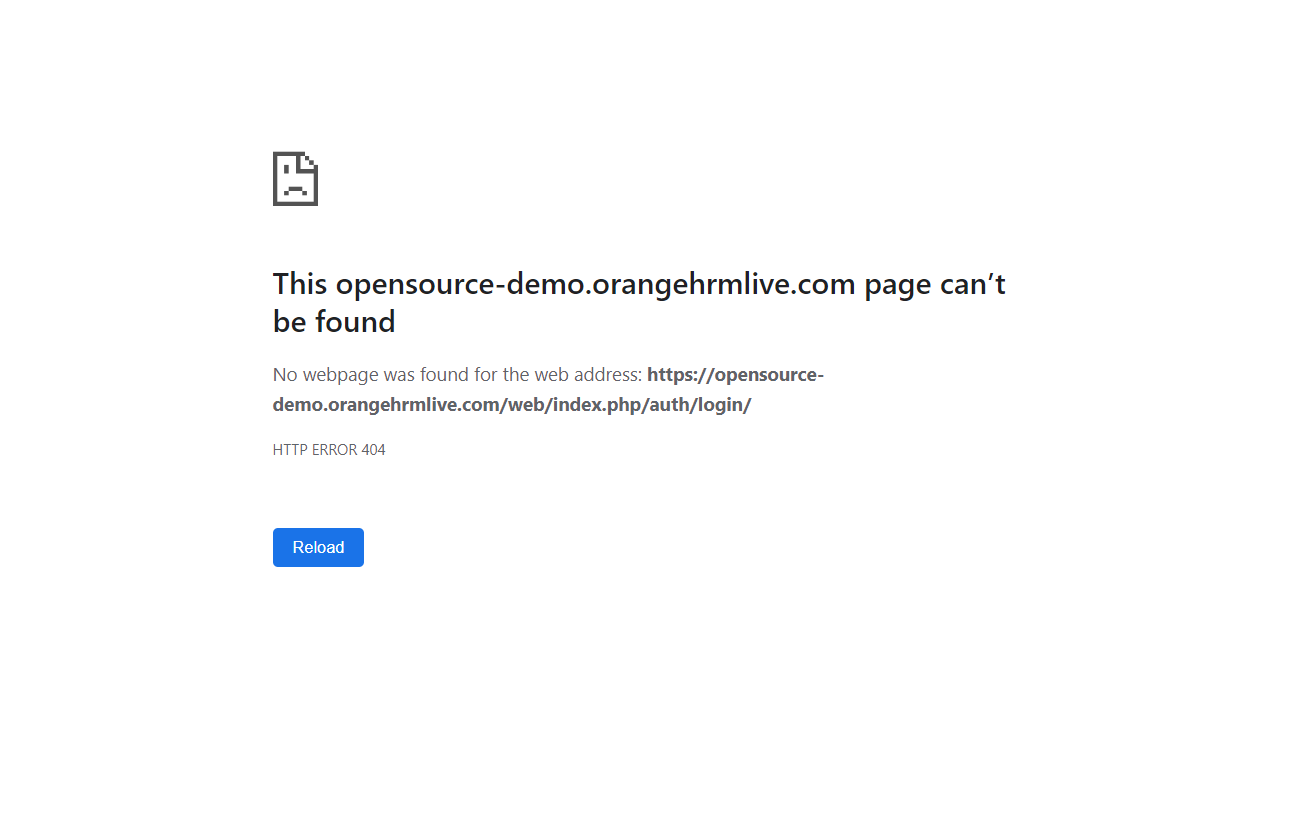 This opensource-demo.orangehrmlive.com page can’t
be found
No webpage was found for the web address: https://opensource-
demo.orangehrmlive.com/web/index.php/auth/login/
HTTP ERROR 404
Reload